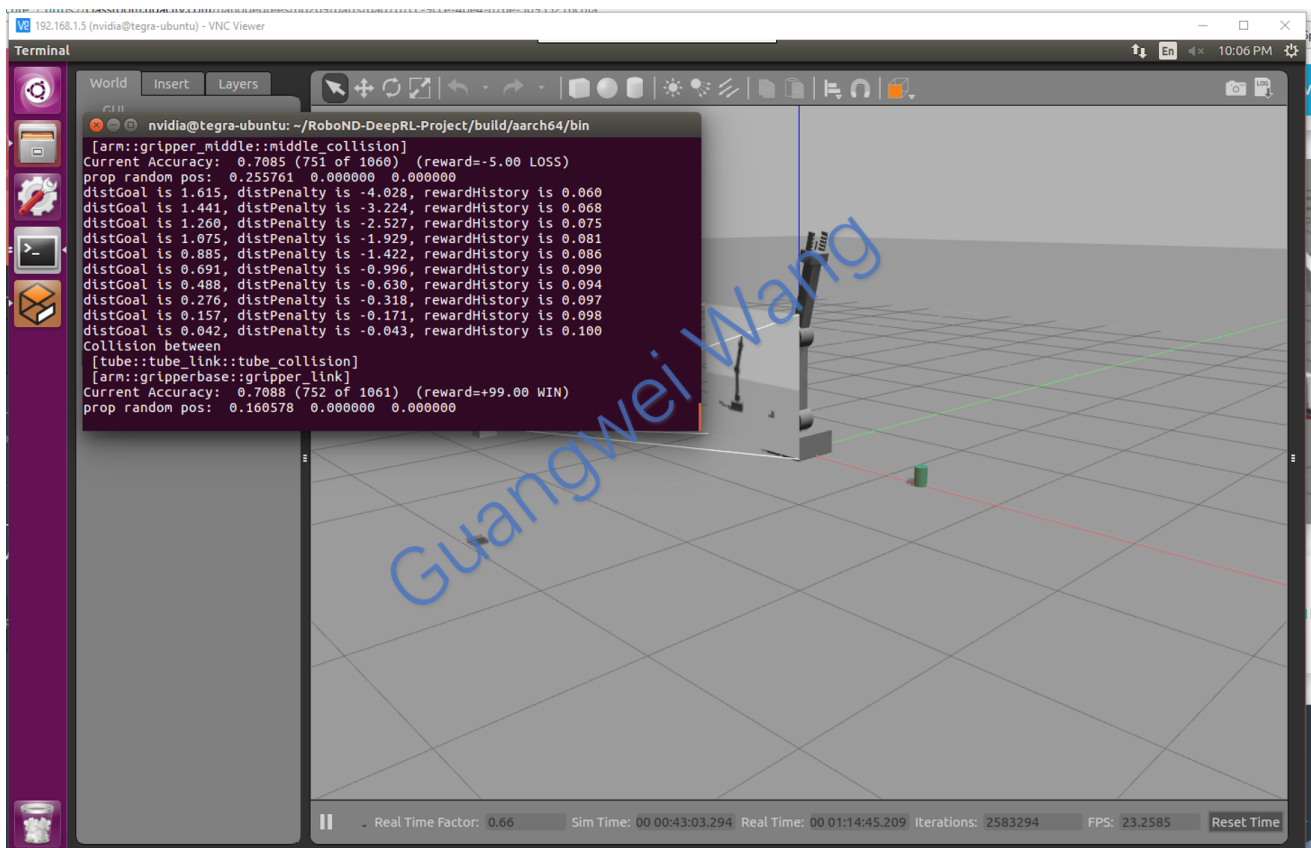 192.168.1.5 (nvidia@tegra-ubuntu) - VNC Viewer
Terminal
En
10:06 PM
World Insert Layers
GUI
nvidia@tegra-ubuntu: ~/RoboND-DeepRL-Project/build/aarch64/bin
[arm::gripper_middle::middle_collision]
Current Accuracy: 0.7085 (751 of 1060) (reward=-5.00 LOSS)
prop random pos: 0.255761 0.000000 0.000000
distGoal is 1.615, distPenalty is -4.028, rewardHistory is 0.060
distGoal is 1.441, distPenalty is -3.224, rewardHistory is 0.068
distGoal is 1.260, distPenalty is -2.527, rewardHistory is 0.075
distGoal is 1.075, distPenalty is -1.929, rewardHistory is 0.081
distGoal is 0.885, distPenalty is -1.422, rewardHistory is 0.086
distGoal is 0.691, distPenalty is -0.996, rewardHistory is 0.090
distGoal is 0.488, distPenalty is -0.630, rewardHistory is 0.094
distGoal is 0.276, distPenalty is -0.318, rewardHistory is 0.097
distGoal is 0.157, distPenalty is -0.171, rewardHistory is 0.098
distGoal is 0.042, distPenalty is -0.043, rewardHistory is 0.100
Collision between
[tube::tube_link::tube_collision]
[arm::gripperbase::gripper_link]
Current Accuracy: 0.7088 (752 of 1061) (reward=+99.00 WIN)
prop random pos: 0.160578 0.000000 0.000000
Guangwei Wang
Real Time Factor: 0.66 Sim Time: 00 00:43:03.294 Real Time: 00 01:14:45.209 Iterations: 2583294 FPS: 23.2585 Reset Time